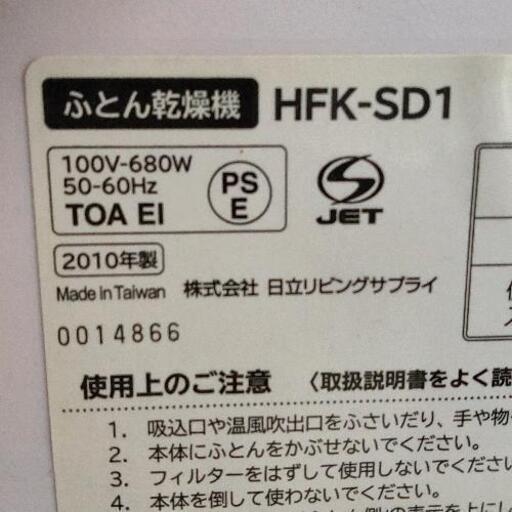 ふとん乾燥機 HFK-SD1
100V-680W
50-60Hz
TOA EI
PS
E
JET
2010年製
Made in Taiwan 株式会社 日立リビングサプライ
0014866
使用上のご注意 〈取扱説明書をよく読
1. 吸込口や温風吹出口をふさいだり、手や物
2. 本体にふとんをかぶせないでください。
3. フィルターをはずして使用しないでください
4. 本体を倒して使わないでください。